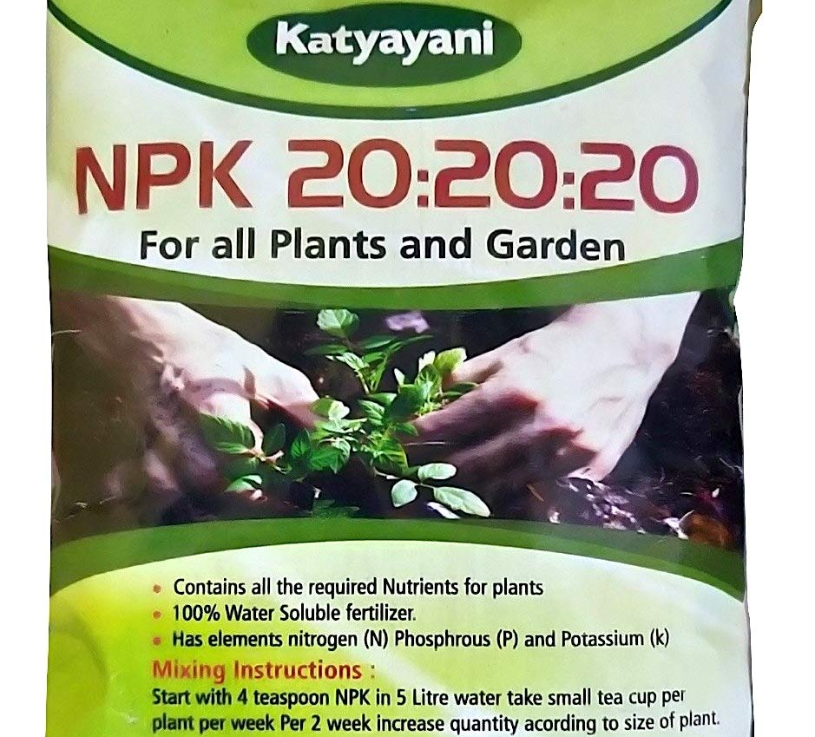 Katyayani
NPK 20:20:20
For all Plants and Garden
• Contains all the required Nutrients for plants
• 100% Water Soluble fertilizer.
• Has elements nitrogen (N) Phosphrous (P) and Potassium (k)
Mixing Instructions :
Start with 4 teaspoon NPK in 5 Litre water take small tea cup per
plant per week Per 2 week increase quantity acording to size of plant.